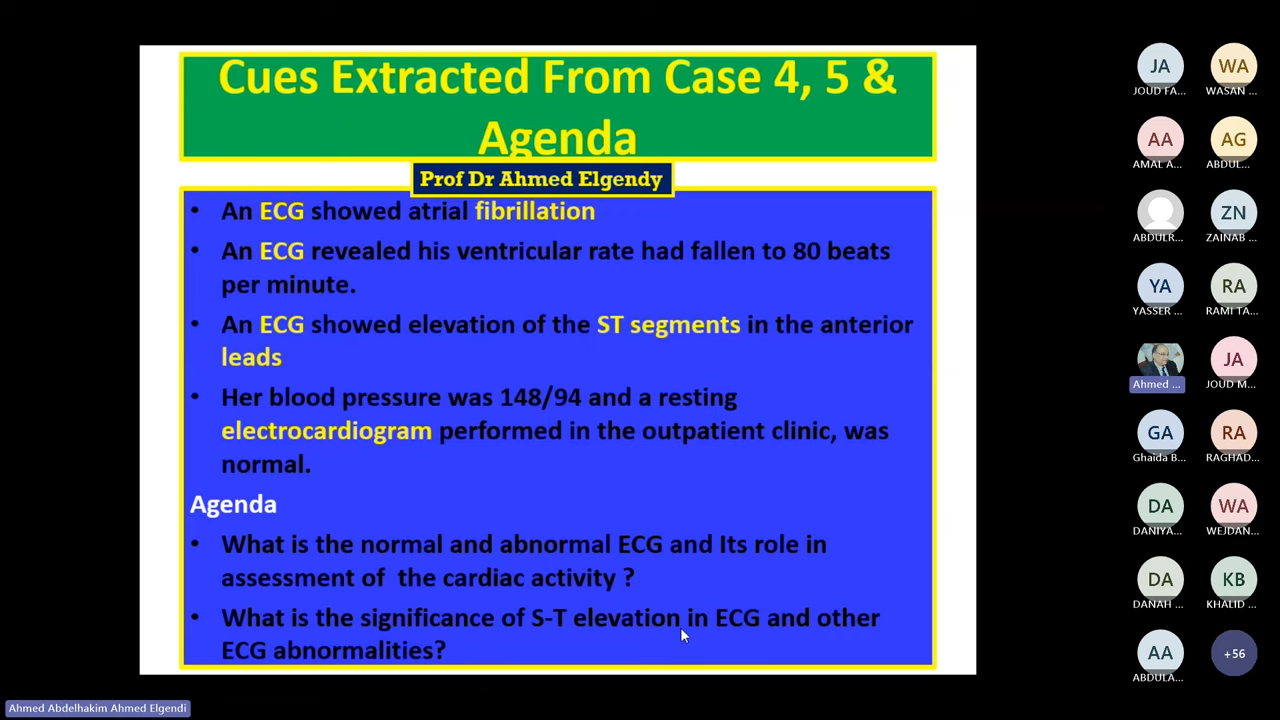 Cues Extracted From Case 4, 5 &
Agenda
Prof Dr Ahmed Elgendy
• An ECG showed atrial fibrillation
• An ECG revealed his ventricular rate had fallen to 80 beats
per minute.
• An ECG showed elevation of the ST segments in the anterior
leads
• Her blood pressure was 148/94 and a resting
electrocardiogram performed in the outpatient clinic, was
normal.
Agenda
• What is the normal and abnormal ECG and Its role in
assessment of the cardiac activity ?
• What is the significance of S-T elevation in ECG and other
ECG abnormalities?
JA WA
JOUD FA... WASAN ...
AA AG
AMAL A... ABDUL...
ZN
ABDULR... ZAINAB ...
YA RA
YASSER ... RAMI TA...
JA
Ahmed ... JOUD M...
GA RA
Ghaida B... RAGHAD...
DA WA
DANIYA... WEJDAN...
DA KB
DANAH ... KHALID ...
AA +56
ABDULA...
Ahmed Abdelhakim Ahmed Elgendi